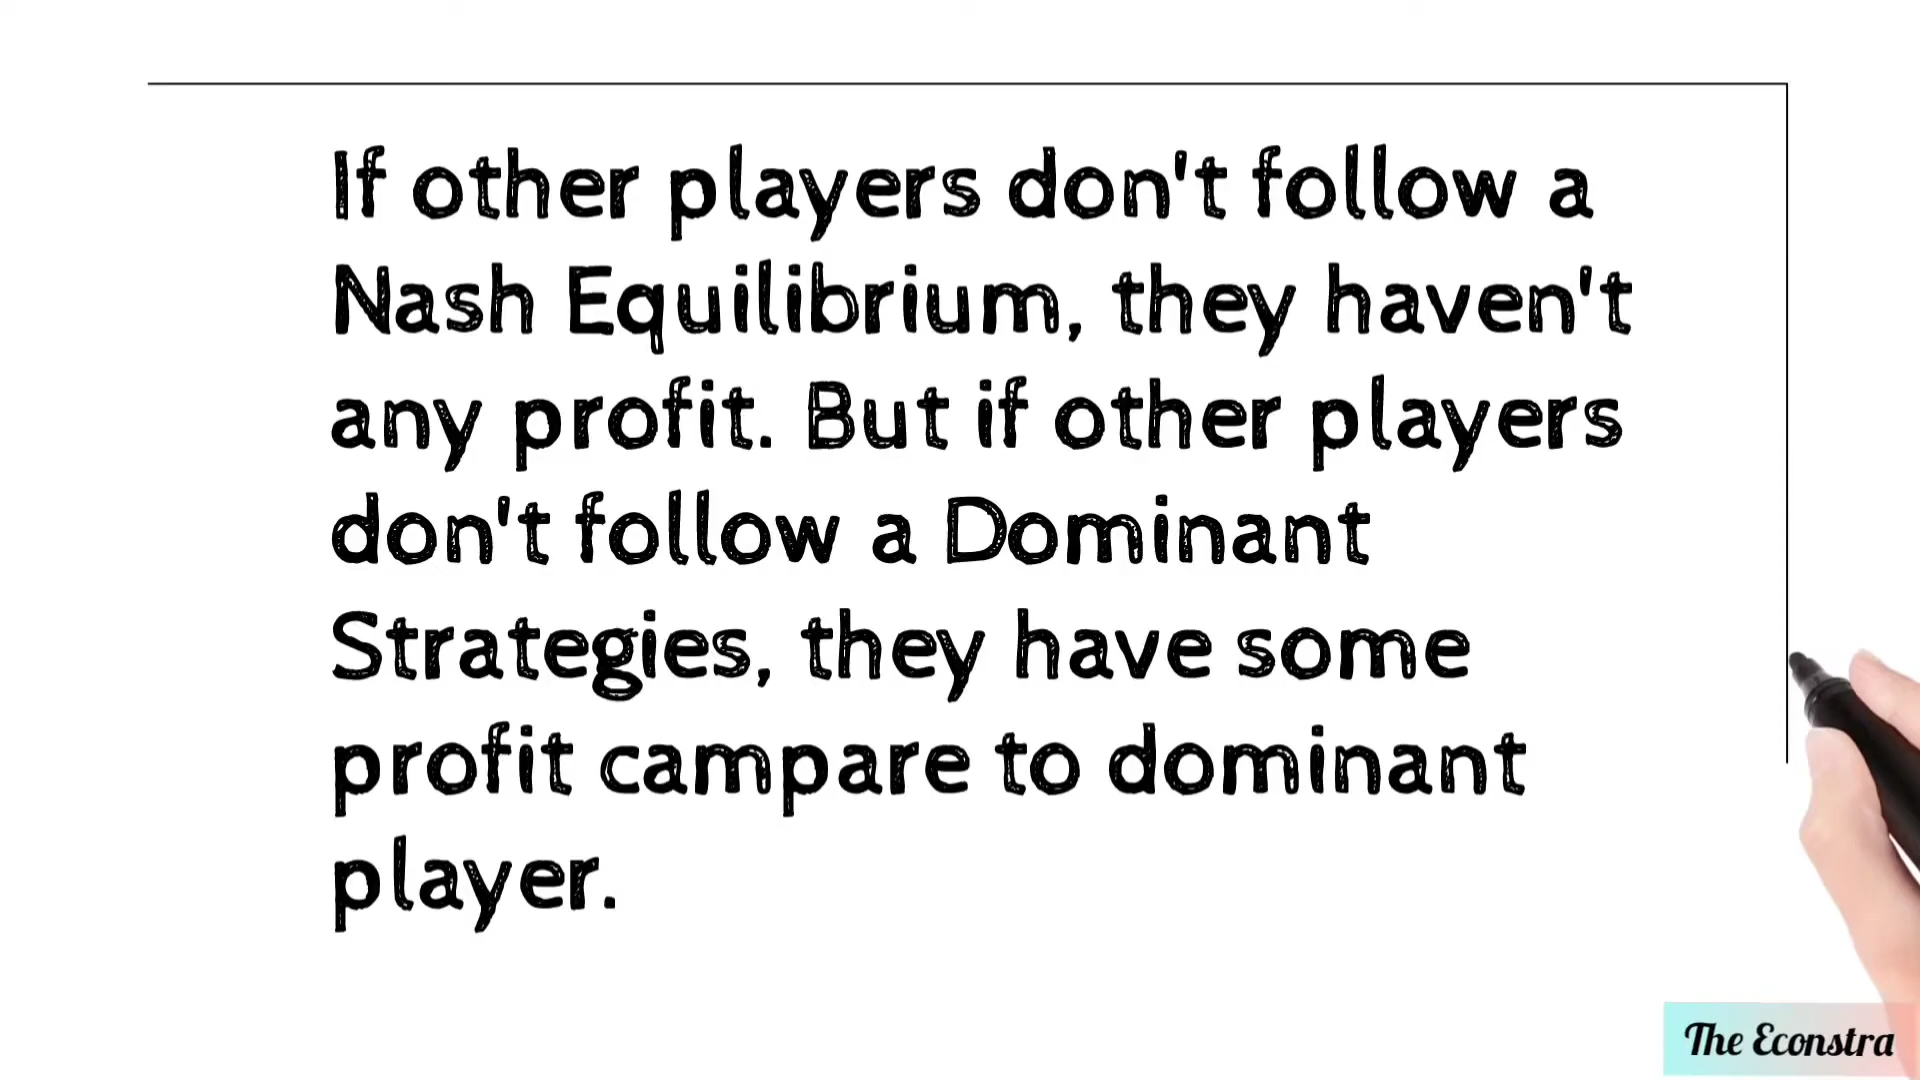 If other players don't follow a
Nash Equilibrium, they haven't
any profit. But if other players
don't follow a Dominant
Strategies, they have some
profit campare to dominant
player.
The Econstra